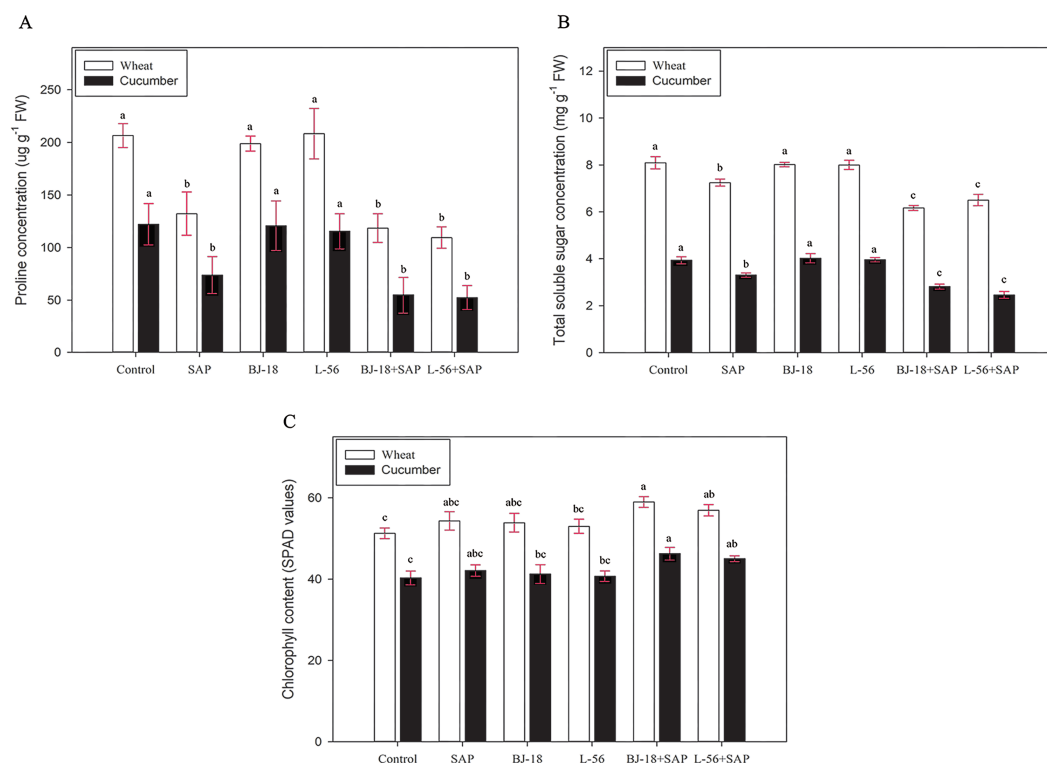 A
Wheat
Cucumber
Proline concentration (ug g-1 FW)
250
200
150
100
50
0
a
a
b
b
a
a
a
a
b
b
b
b
Control SAP BJ-18 L-56 BJ-18+SAP L-56+SAP
B
Wheat
Cucumber
Total soluble sugar concentration (mg g-1 FW)
12
10
8
6
4
2
0
a
a
b
b
a
a
a
a
c
c
c
c
Control SAP BJ-18 L-56 BJ-18+SAP L-56+SAP
C
Wheat
Cucumber
Chlorophyll content (SPAD values)
60
40
20
0
c
c
abc
abc
abc
bc
bc
bc
a
a
ab
ab
Control SAP BJ-18 L-56 BJ-18+SAP L-56+SAP